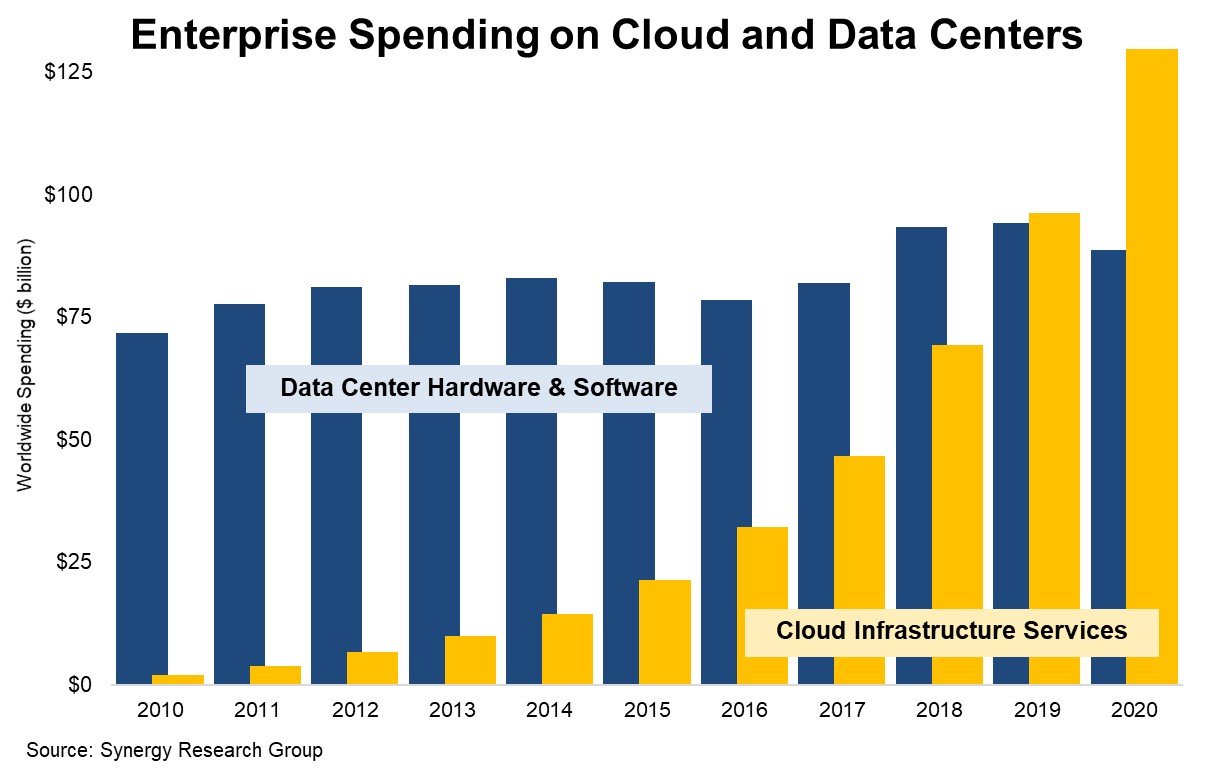 Enterprise Spending on Cloud and Data Centers
$125
$100
$75
$50
$25
$0
Worldwide Spending ($ billion)
Data Center Hardware & Software
Cloud Infrastructure Services
2010 2011 2012 2013 2014 2015 2016 2017 2018 2019 2020
Source: Synergy Research Group